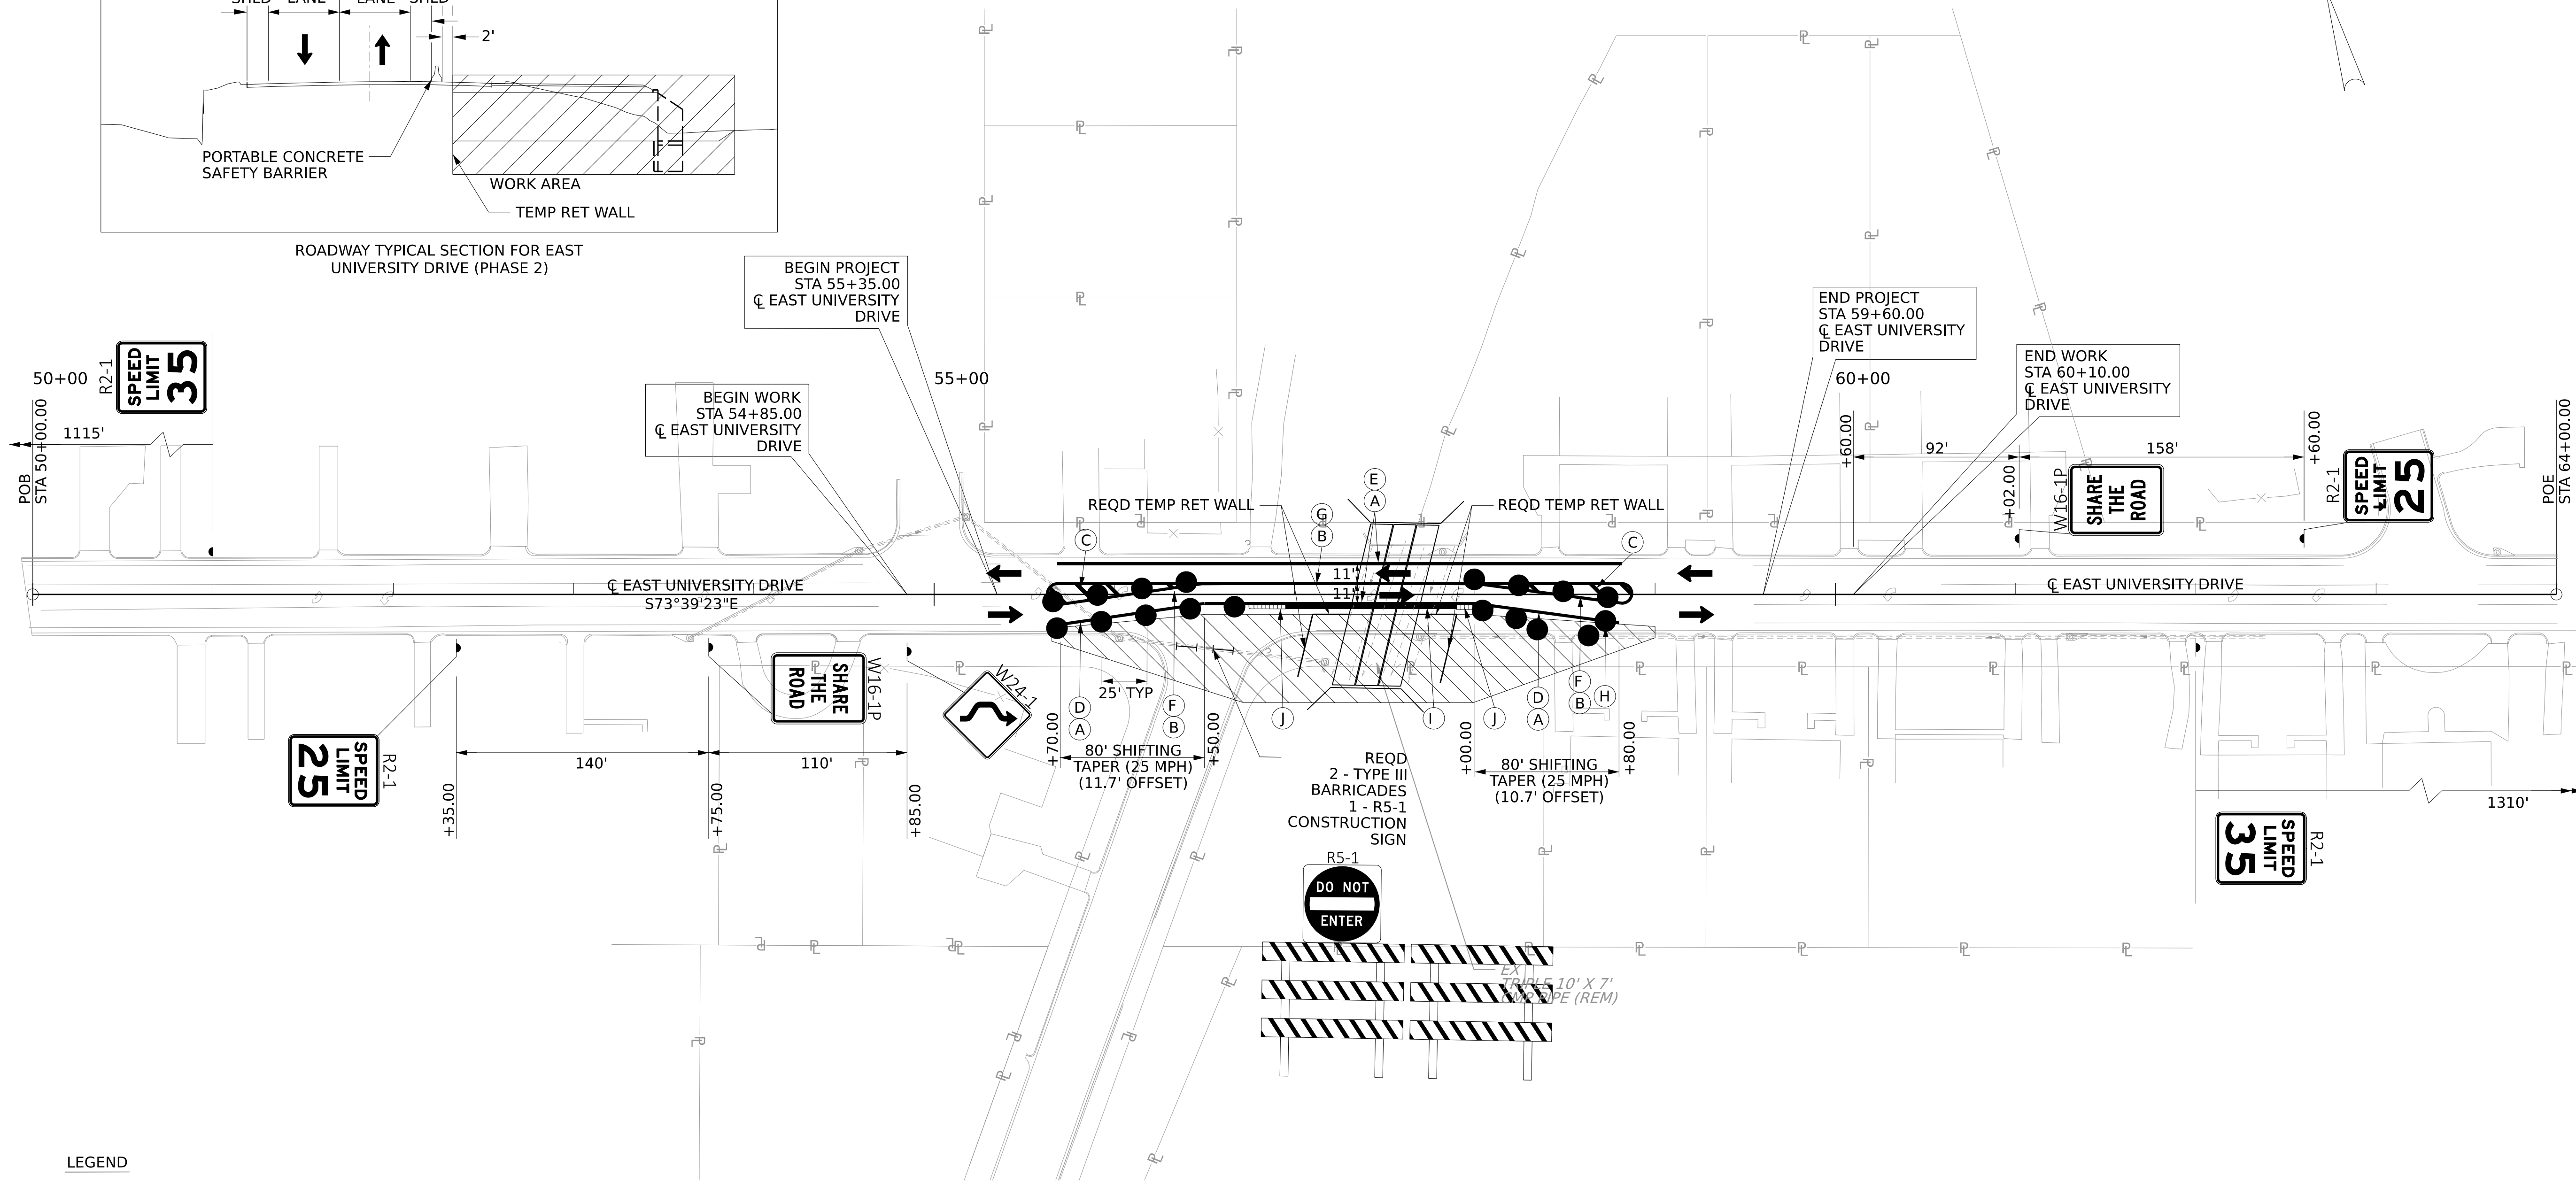 SHLD LANE LANE SHLD
2'
PORTABLE CONCRETE
SAFETY BARRIER
WORK AREA
TEMP RET WALL
ROADWAY TYPICAL SECTION FOR EAST
UNIVERSITY DRIVE (PHASE 2)
BEGIN PROJECT
STA 55+35.00
℄ EAST UNIVERSITY
DRIVE
END PROJECT
STA 59+60.00
℄ EAST UNIVERSITY
DRIVE
END WORK
STA 60+10.00
℄ EAST UNIVERSITY
DRIVE
BEGIN WORK
STA 54+85.00
℄ EAST UNIVERSITY
DRIVE
50+00
55+00
60+00
R2-1
SPEED
LIMIT
35
1115'
POB
STA 50+00.00
+60.00
92'
158'
+02.00
+60.00
W16-1P
SHARE
THE
ROAD
R2-1
SPEED
LIMIT
25
POE
STA 64+00.00
REQD TEMP RET WALL
REQD TEMP RET WALL
E
A
G
B
C
C
11'
11'
℄ EAST UNIVERSITY DRIVE
S73°39'23"E
℄ EAST UNIVERSITY DRIVE
R2-1
SPEED
LIMIT
25
+35.00
140'
+75.00
110'
+85.00
W16-1P
SHARE
THE
ROAD
W24-1
25' TYP
D
A
F
B
J
I
J
D
A
F
B
H
+70.00
80' SHIFTING
TAPER (25 MPH)
(11.7' OFFSET)
+50.00
+00.00
80' SHIFTING
TAPER (25 MPH)
(10.7' OFFSET)
+80.00
REQD
2 - TYPE III
BARRICADES
1 - R5-1
CONSTRUCTION
SIGN
R5-1
DO NOT
ENTER
EX
TRIPLE 10' X 7'
CMP PIPE (REM)
1310'
R2-1
SPEED
LIMIT
35
LEGEND